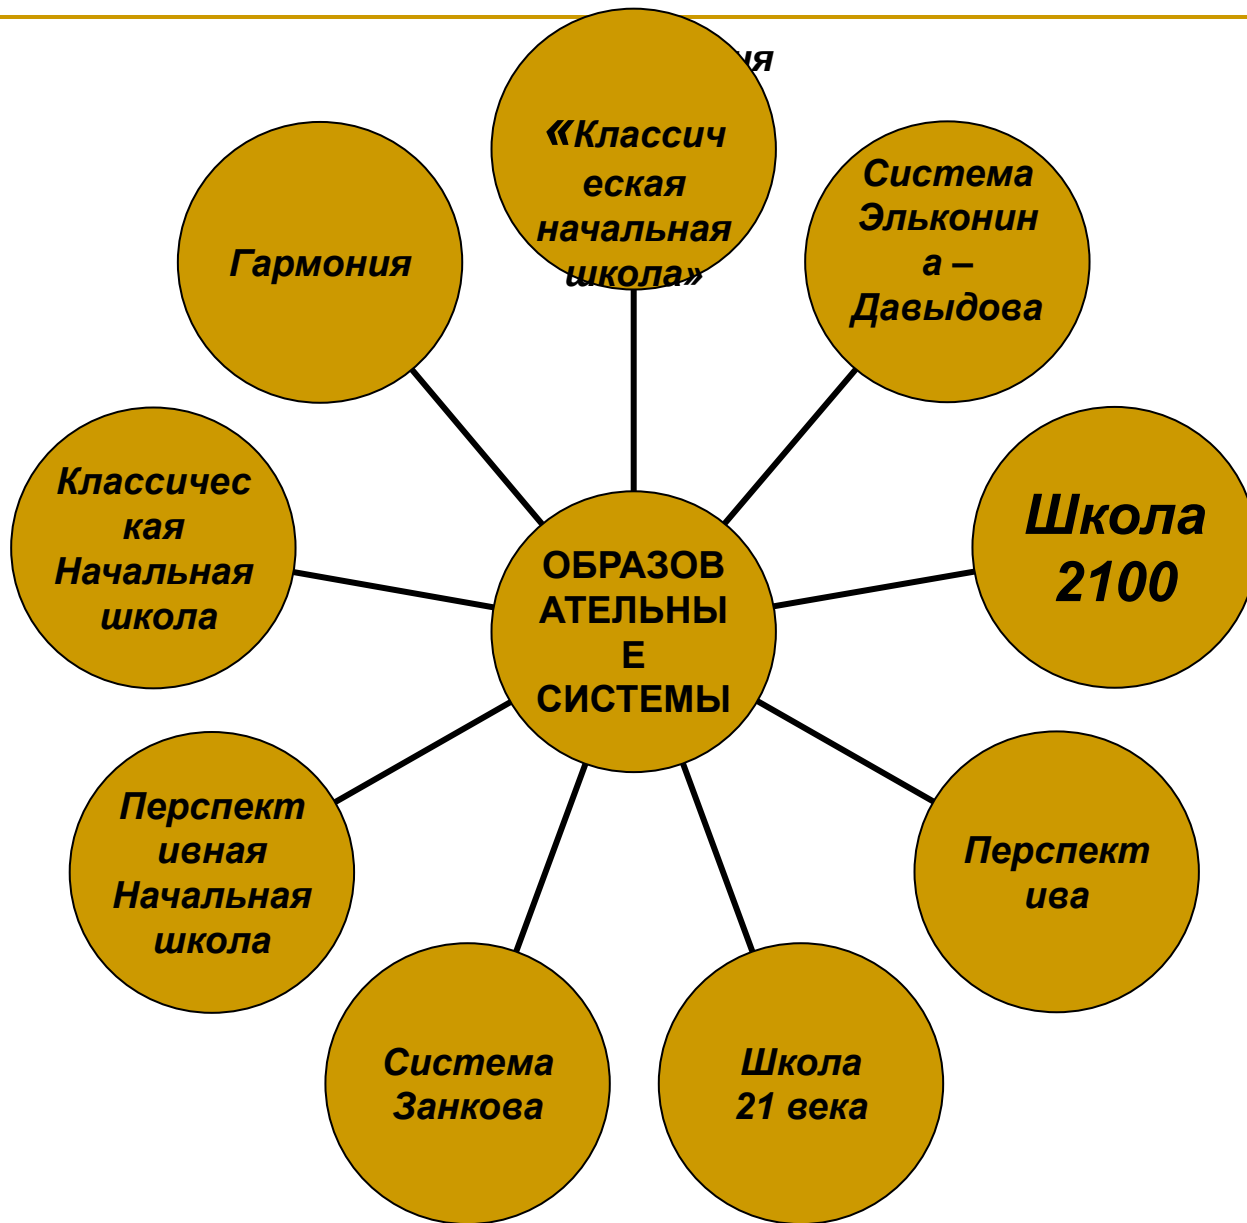 «Классич
еская
начальная
школа»
Система
Эльконин
а –
Давыдова
Школа
2100
Перспект
ива
Школа
21 века
Система
Занкова
Перспект
ивная
Начальная
школа
Классичес
кая
Начальная
школа
Гармония
ОБРАЗОВ
АТЕЛЬНЫ
Е
СИСТЕМЫ